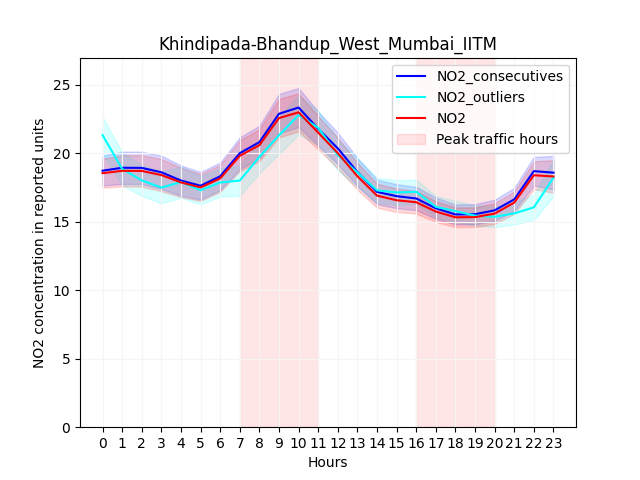 Khindipada-Bhandup_West_Mumbai_IITM
NO2_consecutives
NO2_outliers
NO2
Peak traffic hours
NO2 concentration in reported units
25
20
15
10
5
0
0 1 2 3 4 5 6 7 8 9 10 11 12 13 14 15 16 17 18 19 20 21 22 23
Hours